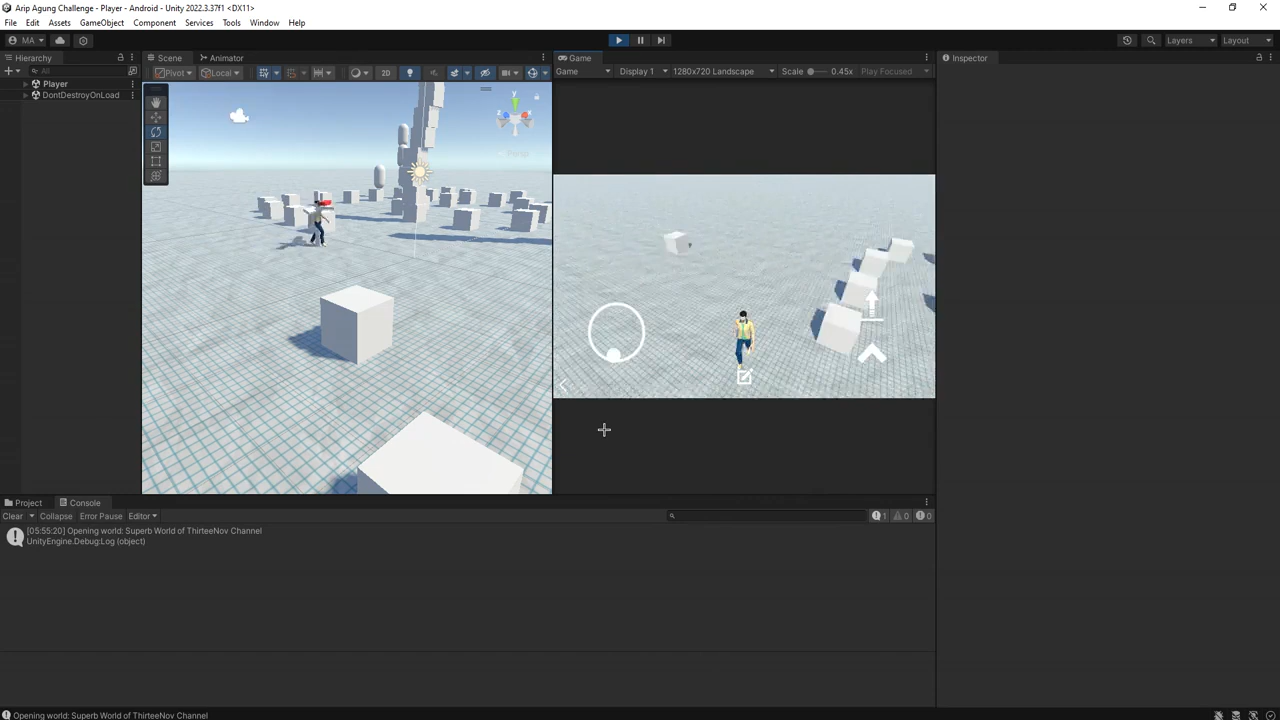 Arip Agung Challenge - Player - Android - Unity 2022.3.37f1 <DX11>
File Edit Assets GameObject Component Services Tools Window Help
MA Layers Layout
Hierarchy Scene Animator Game Inspector
All Pivot Local 2D Game Display 1 1280x720 Landscape Scale 0.45x Play Focused
Player
DontDestroyOnLoad
y
z x
Persp
Project Console
Clear Collapse Error Pause Editor 1 0 0
[05:55:20] Opening world: Superb World of ThirteeNov Channel
UnityEngine.Debug:Log (object)
Opening world: Superb World of ThirteeNov Channel